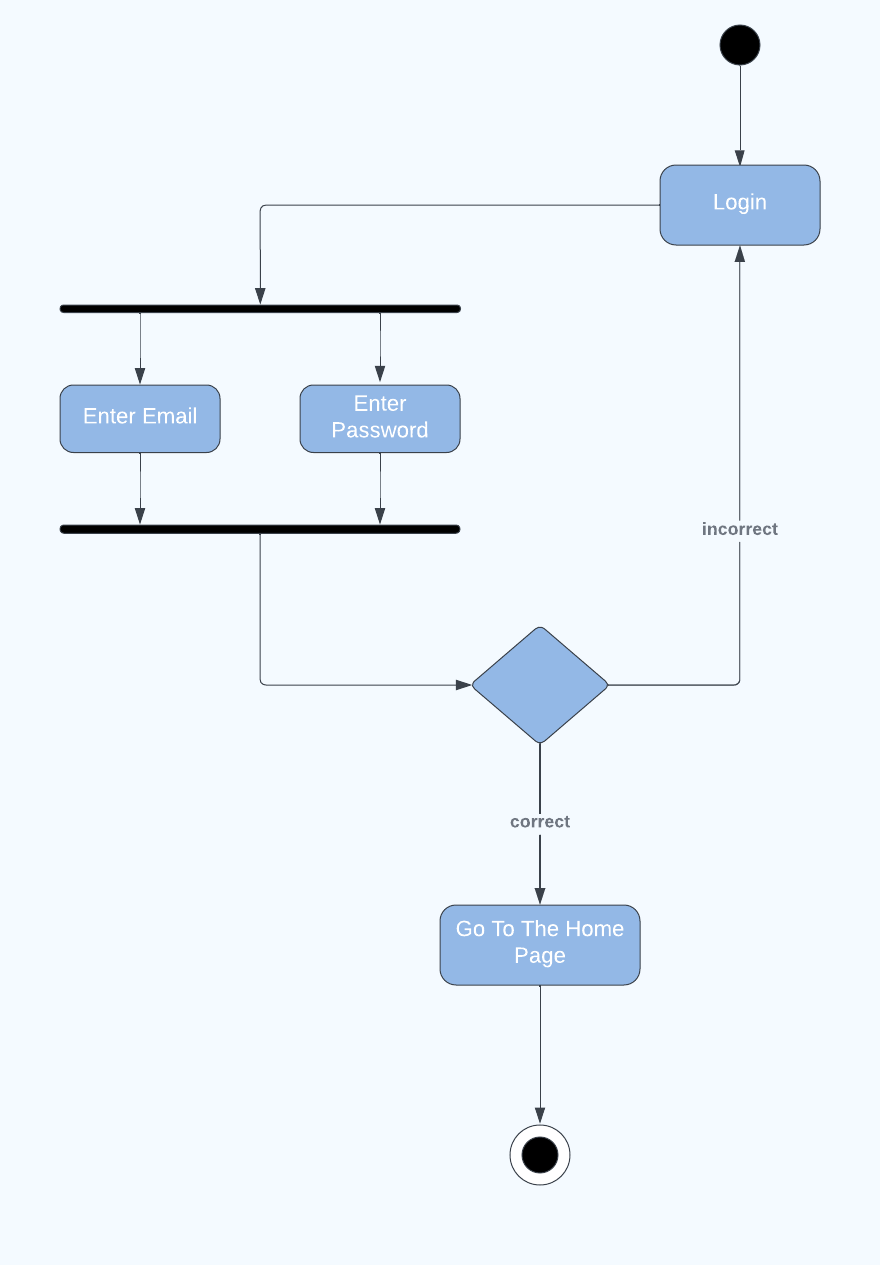 Login
Enter Email
Enter
Password
incorrect
correct
Go To The Home
Page